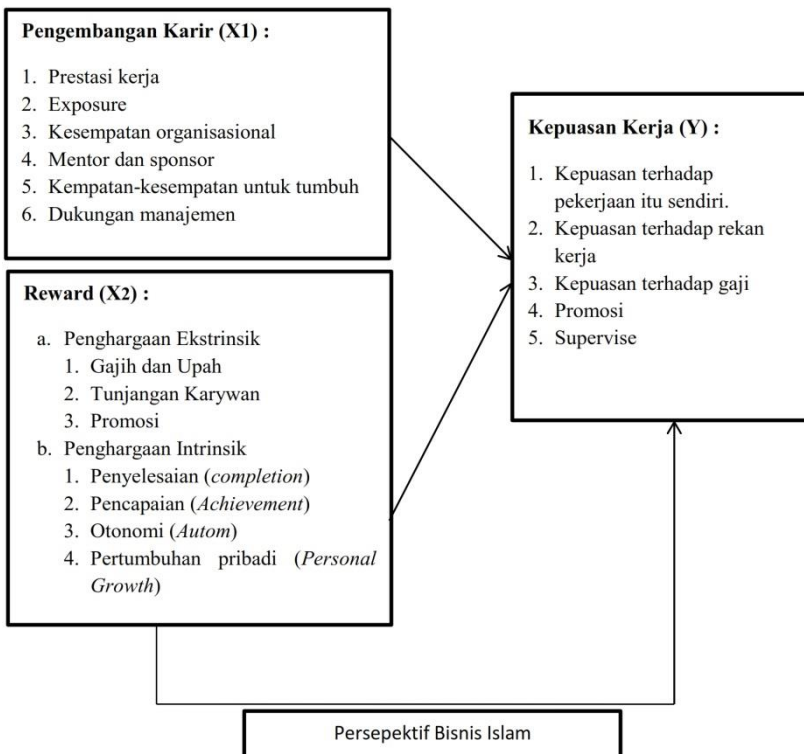 Pengembangan Karir (X1) :
1. Prestasi kerja
2. Exposure
3. Kesempatan organisasional
4. Mentor dan sponsor
5. Kempatan-kesempatan untuk tumbuh
6. Dukungan manajemen
Reward (X2) :
a. Penghargaan Ekstrinsik
1. Gajih dan Upah
2. Tunjangan Karywan
3. Promosi
b. Penghargaan Intrinsik
1. Penyelesaian (completion)
2. Pencapaian (Achievement)
3. Otonomi (Autom)
4. Pertumbuhan pribadi (Personal
Growth)
Kepuasan Kerja (Y) :
1. Kepuasan terhadap
pekerjaan itu sendiri.
2. Kepuasan terhadap rekan
kerja
3. Kepuasan terhadap gaji
4. Promosi
5. Supervise
Persepektif Bisnis Islam